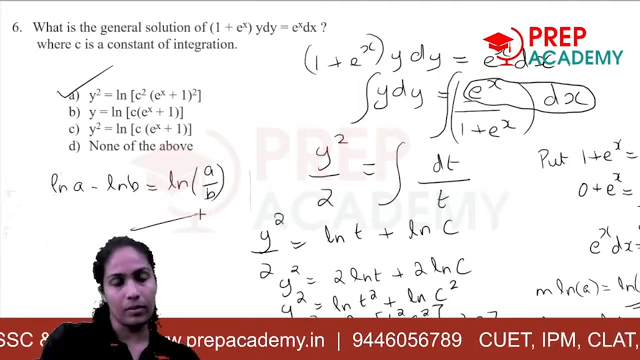 6. What is the general solution of (1 + eˣ) ydy = eˣdx ?
where c is a constant of integration.
a) y² = ln [c² (eˣ + 1)²]
b) y = ln [c(eˣ + 1)]
c) y² = ln [c (eˣ + 1)]
d) None of the above
PREP
ACADEMY
(1 + eˣ) y dy = eˣ dx
∫ y dy = ∫ eˣ / (1 + eˣ) dx
y²/2 = ∫ dt/t
Put 1 + eˣ =
0 + eˣ =
eˣdx =
ln a - ln b = ln (a/b)
y²/2 = ln t + ln C
y² = 2 ln t + 2 ln C
m ln(a) = ln(
y² = ln t² + ln C²
PREP
ACADEMY
SSC & www.prepacademy.in | 9446056789 CUET, IPM, CLAT,